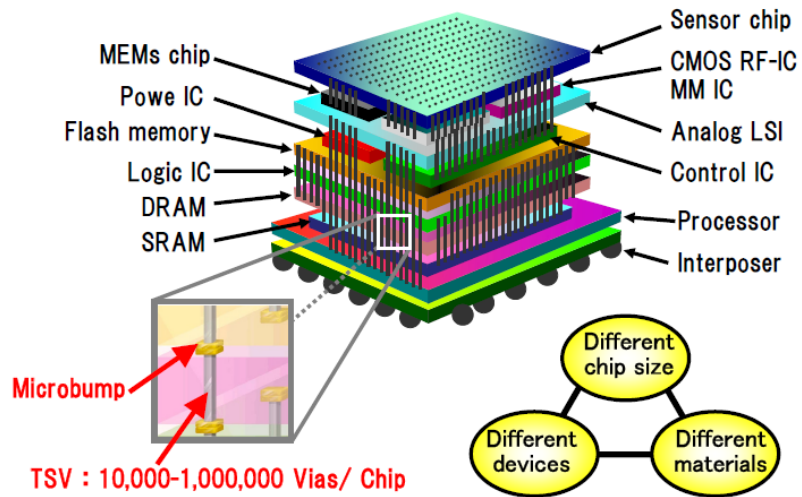 Sensor chip
MEMs chip
CMOS RF-IC
MM IC
Powe IC
Flash memory
Analog LSI
Logic IC
Control IC
DRAM
Processor
SRAM
Interposer
Microbump
TSV : 10,000-1,000,000 Vias/ Chip
Different
chip size
Different
devices
Different
materials